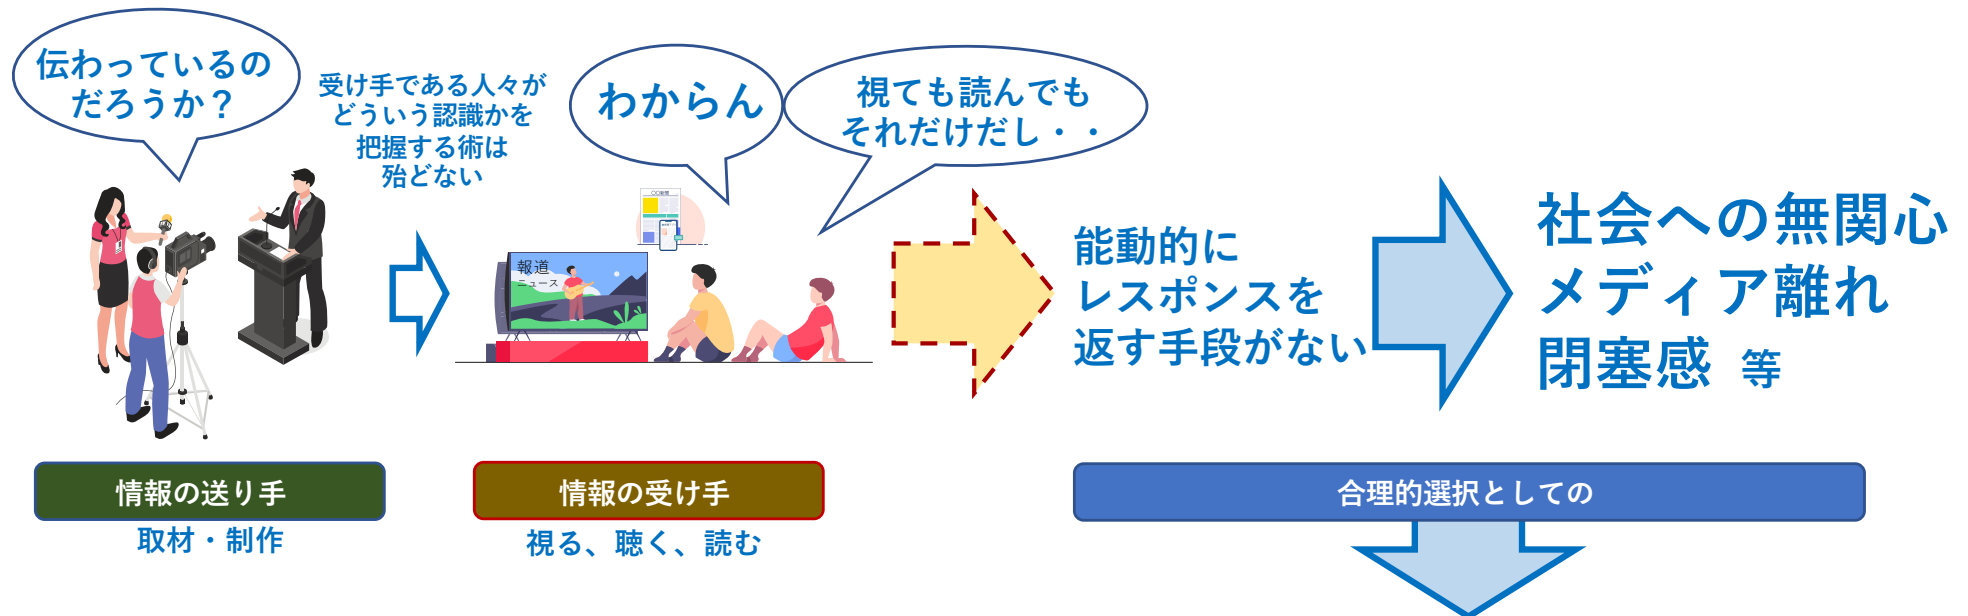 伝わっているの
だろうか？
受け手である人々が
どういう認識かを
把握する術は
殆どない
わからん
視ても読んでも
それだけだし・・
〇〇新聞
報道
ニュース
能動的に
レスポンスを
返す手段がない
社会への無関心
メディア離れ
閉塞感 等
情報の送り手
取材・制作
情報の受け手
視る、聴く、読む
合理的選択としての